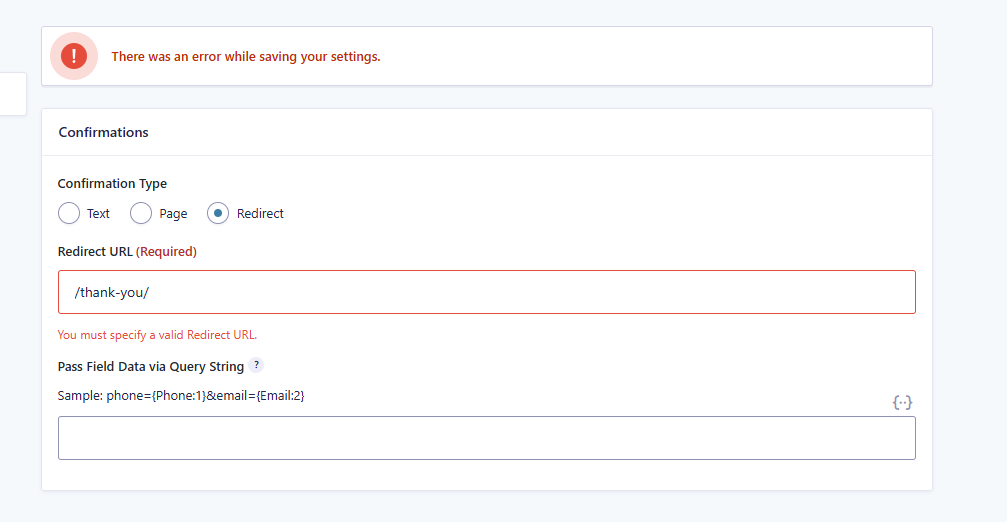 There was an error while saving your settings.
Confirmations
Confirmation Type
Text Page Redirect
Redirect URL (Required)
/thank-you/
You must specify a valid Redirect URL.
Pass Field Data via Query String ?
Sample: phone={Phone:1}&email={Email:2}
{··}